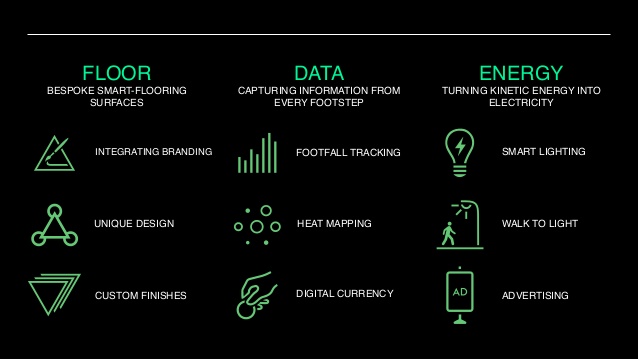 FLOOR
BESPOKE SMART-FLOORING
SURFACES
INTEGRATING BRANDING
UNIQUE DESIGN
CUSTOM FINISHES
DATA
CAPTURING INFORMATION FROM
EVERY FOOTSTEP
FOOTFALL TRACKING
HEAT MAPPING
DIGITAL CURRENCY
ENERGY
TURNING KINETIC ENERGY INTO
ELECTRICITY
SMART LIGHTING
WALK TO LIGHT
AD
ADVERTISING